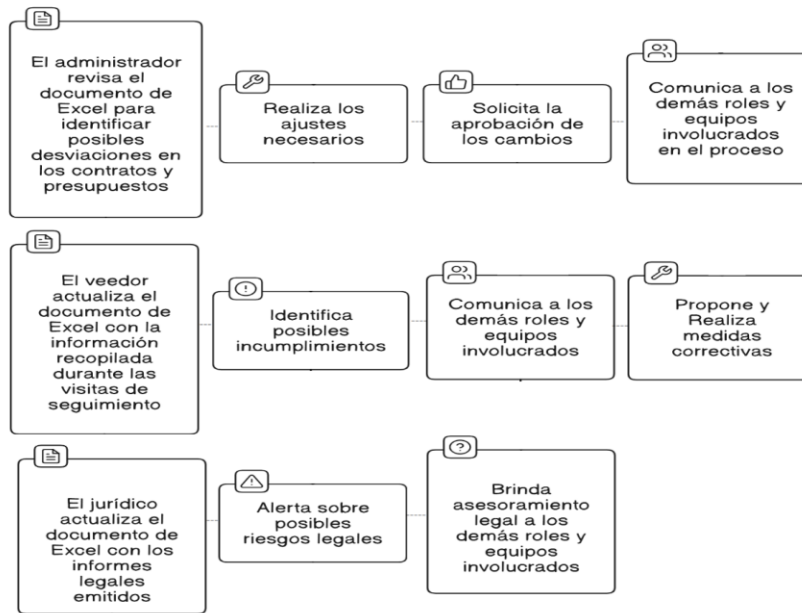 El administrador
revisa el
documento de
Excel para
identificar
posibles
desviaciones en
los contratos y
presupuestos
Realiza los
ajustes
necesarios
Solicita la
aprobación de
los cambios
Comunica a los
demás roles y
equipos
involucrados
en el proceso
El veedor
actualiza el
documento de
Excel con la
información
recopilada
durante las
visitas de
seguimiento
Identifica
posibles
incumplimientos
Comunica a los
demás roles y
equipos
involucrados
Propone y
Realiza
medidas
correctivas
El jurídico
actualiza el
documento de
Excel con los
informes
legales
emitidos
Alerta sobre
posibles
riesgos legales
Brinda
asesoramiento
legal a los
demás roles y
equipos
involucrados